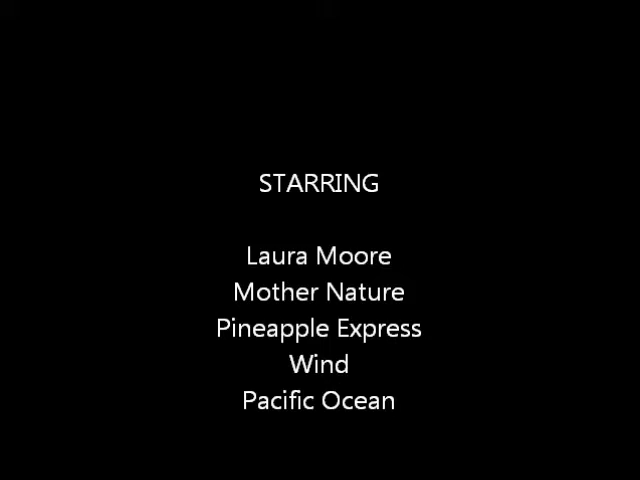 STARRING
Laura Moore
Mother Nature
Pineapple Express
Wind
Pacific Ocean